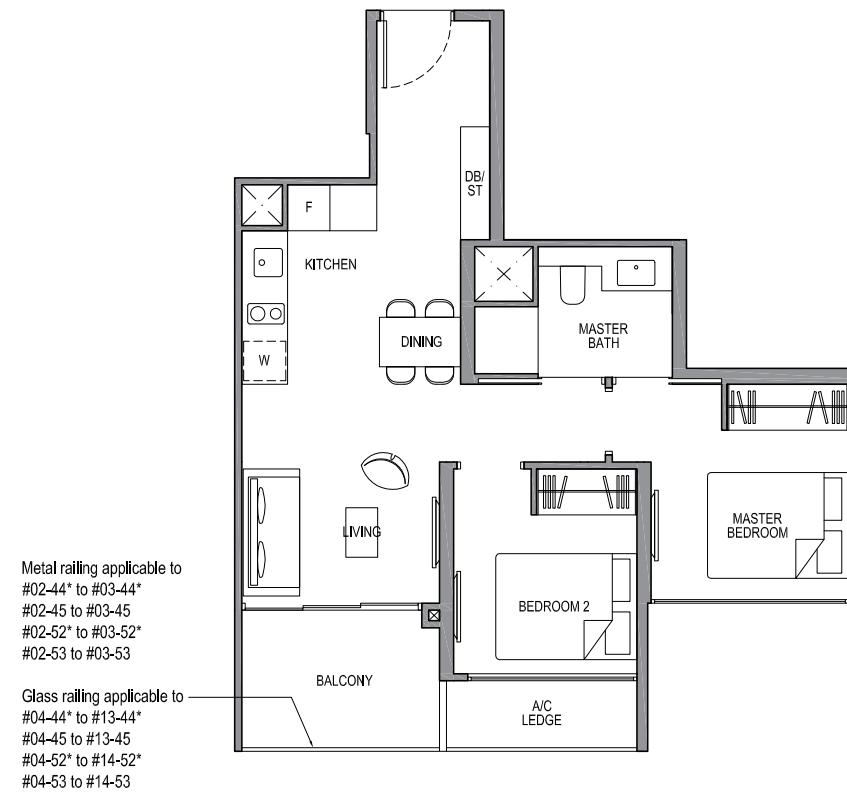 DB/
ST
F
KITCHEN
DINING
MASTER
BATH
W
LIVING
MASTER
BEDROOM
BEDROOM 2
BALCONY
A/C
LEDGE
Metal railing applicable to
#02-44* to #03-44*
#02-45 to #03-45
#02-52* to #03-52*
#02-53 to #03-53
Glass railing applicable to
#04-44* to #13-44*
#04-45 to #13-45
#04-52* to #14-52*
#04-53 to #14-53